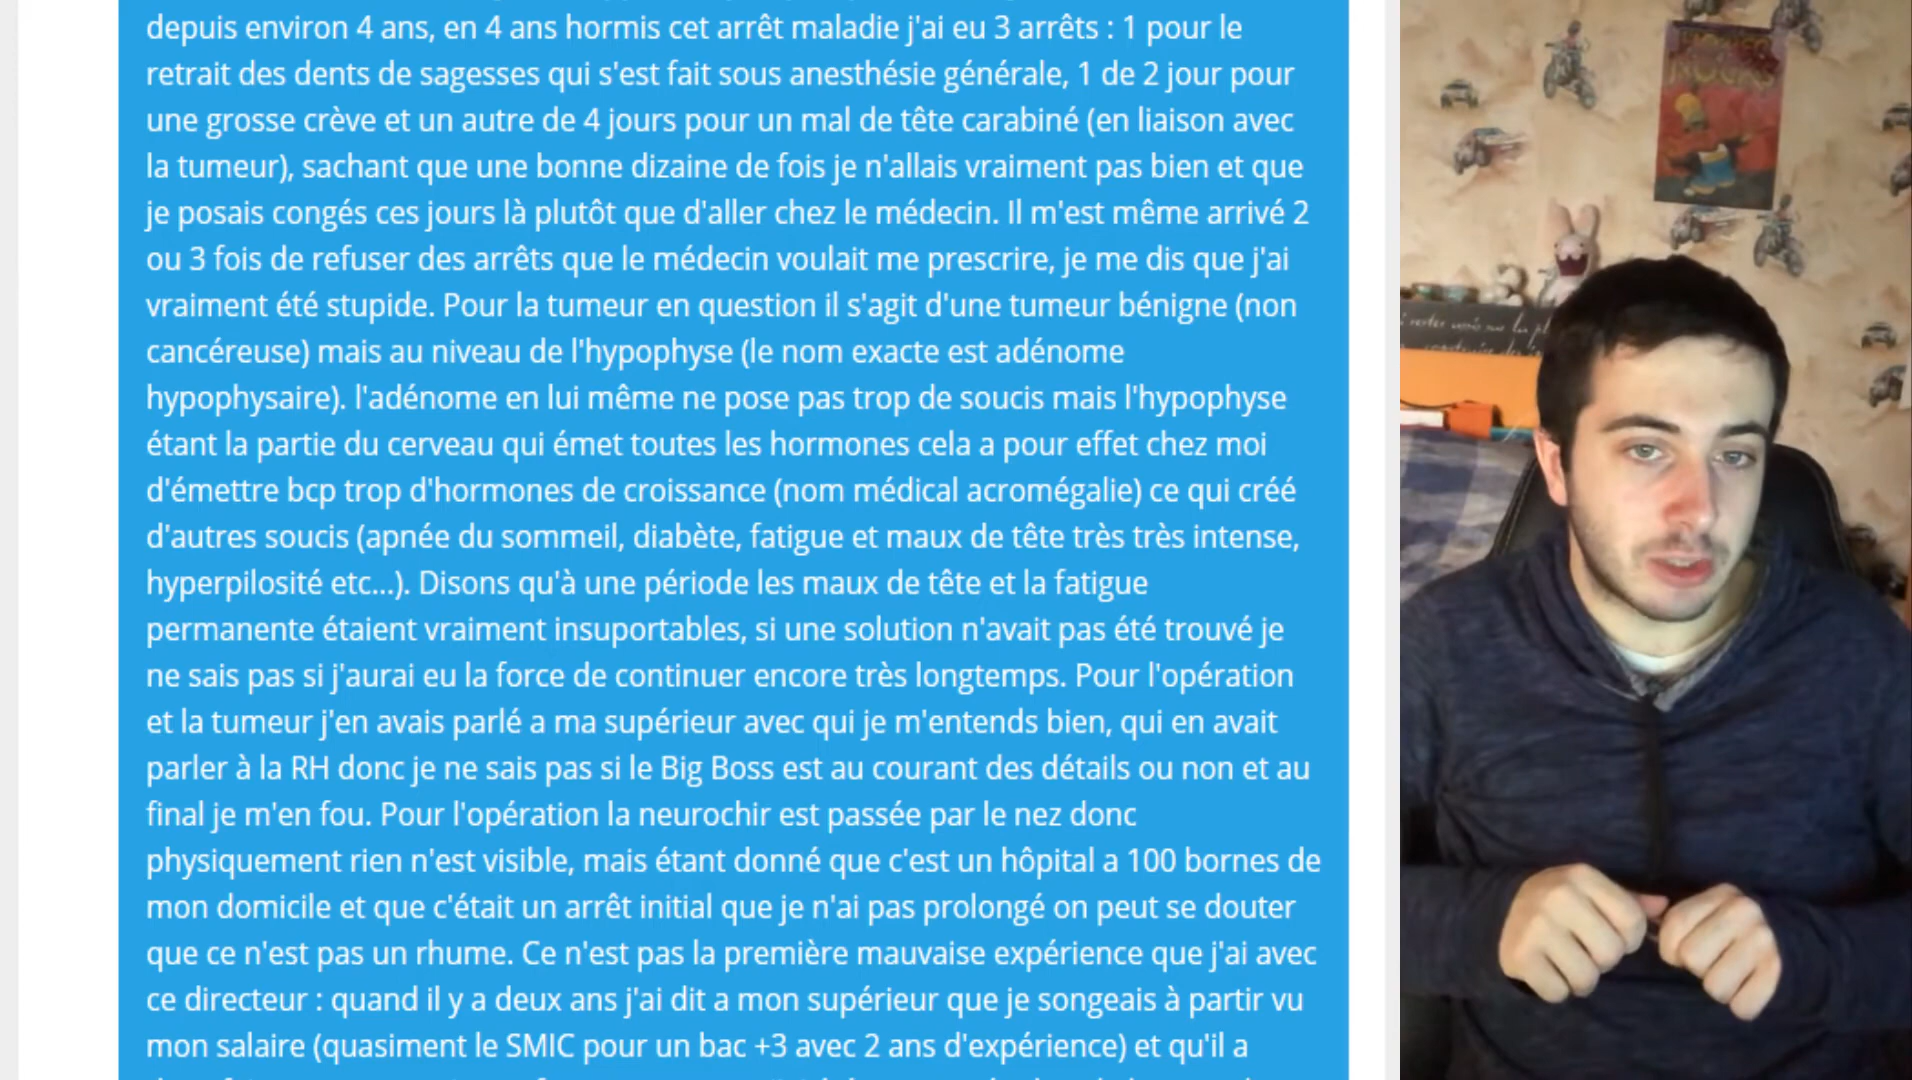 depuis environ 4 ans, en 4 ans hormis cet arrêt maladie j'ai eu 3 arrêts : 1 pour le
retrait des dents de sagesses qui s'est fait sous anesthésie générale, 1 de 2 jour pour
une grosse crève et un autre de 4 jours pour un mal de tête carabiné (en liaison avec
la tumeur), sachant que une bonne dizaine de fois je n'allais vraiment pas bien et que
je posais congés ces jours là plutôt que d'aller chez le médecin. Il m'est même arrivé 2
ou 3 fois de refuser des arrêts que le médecin voulait me prescrire, je me dis que j'ai
vraiment été stupide. Pour la tumeur en question il s'agit d'une tumeur bénigne (non
cancéreuse) mais au niveau de l'hypophyse (le nom exacte est adénome
hypophysaire). l'adénome en lui même ne pose pas trop de soucis mais l'hypophyse
étant la partie du cerveau qui émet toutes les hormones cela a pour effet chez moi
d'émettre bcp trop d'hormones de croissance (nom médical acromégalie) ce qui créé
d'autres soucis (apnée du sommeil, diabète, fatigue et maux de tête très très intense,
hyperpilosité etc...). Disons qu'à une période les maux de tête et la fatigue
permanente étaient vraiment insuportables, si une solution n'avait pas été trouvé je
ne sais pas si j'aurai eu la force de continuer encore très longtemps. Pour l'opération
et la tumeur j'en avais parlé a ma supérieur avec qui je m'entends bien, qui en avait
parler à la RH donc je ne sais pas si le Big Boss est au courant des détails ou non et au
final je m'en fou. Pour l'opération la neurochir est passée par le nez donc
physiquement rien n'est visible, mais étant donné que c'est un hôpital a 100 bornes de
mon domicile et que c'était un arrêt initial que je n'ai pas prolongé on peut se douter
que ce n'est pas un rhume. Ce n'est pas la première mauvaise expérience que j'ai avec
ce directeur : quand il y a deux ans j'ai dit a mon supérieur que je songeais à partir vu
mon salaire (quasiment le SMIC pour un bac +3 avec 2 ans d'expérience) et qu'il a